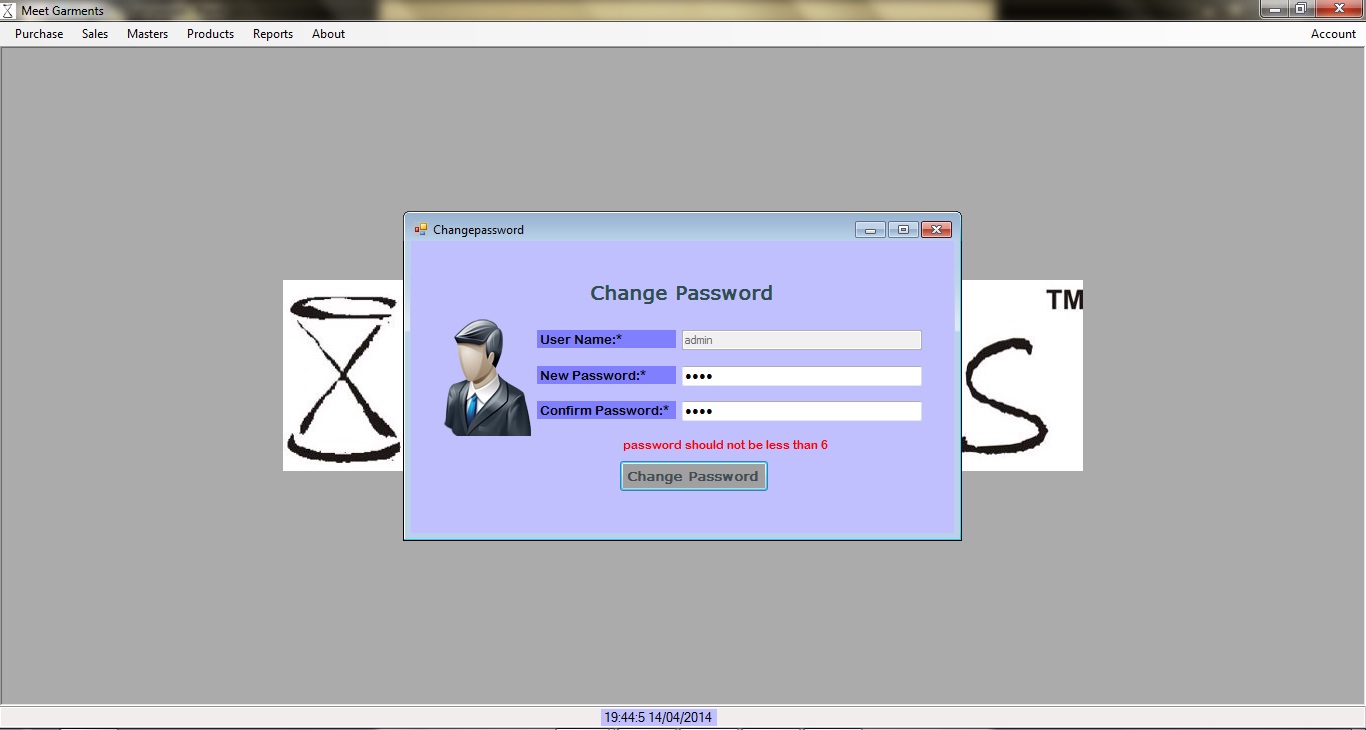 Meet Garments
Purchase Sales Masters Products Reports About Account
Changepassword
Change Password
User Name:* admin
New Password:* ••••
Confirm Password:* ••••
password should not be less than 6
Change Password
TM
S
19:44:5 14/04/2014